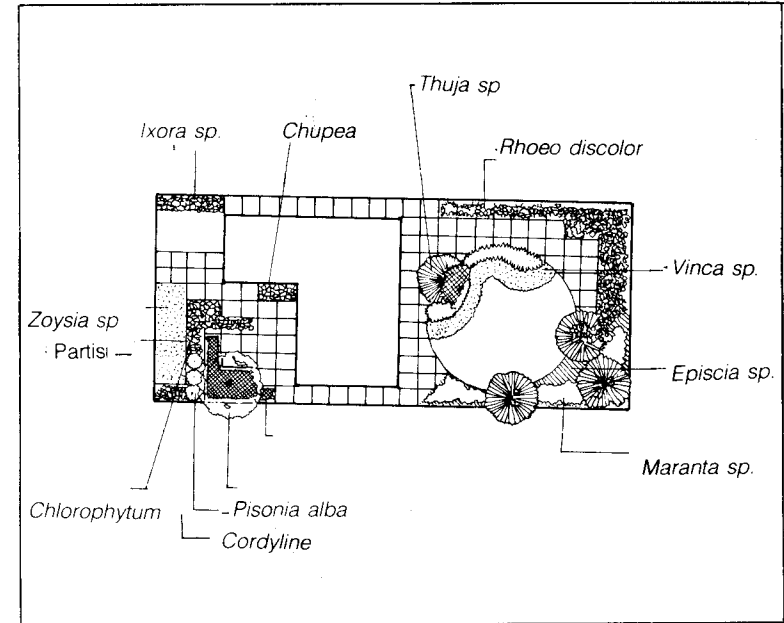 Thuja sp
Ixora sp.
Chupea
Rhoeo discolor
Vinca sp.
Zoysia sp
Partisi
Episcia sp.
Maranta sp.
Chlorophytum
Pisonia alba
Cordyline